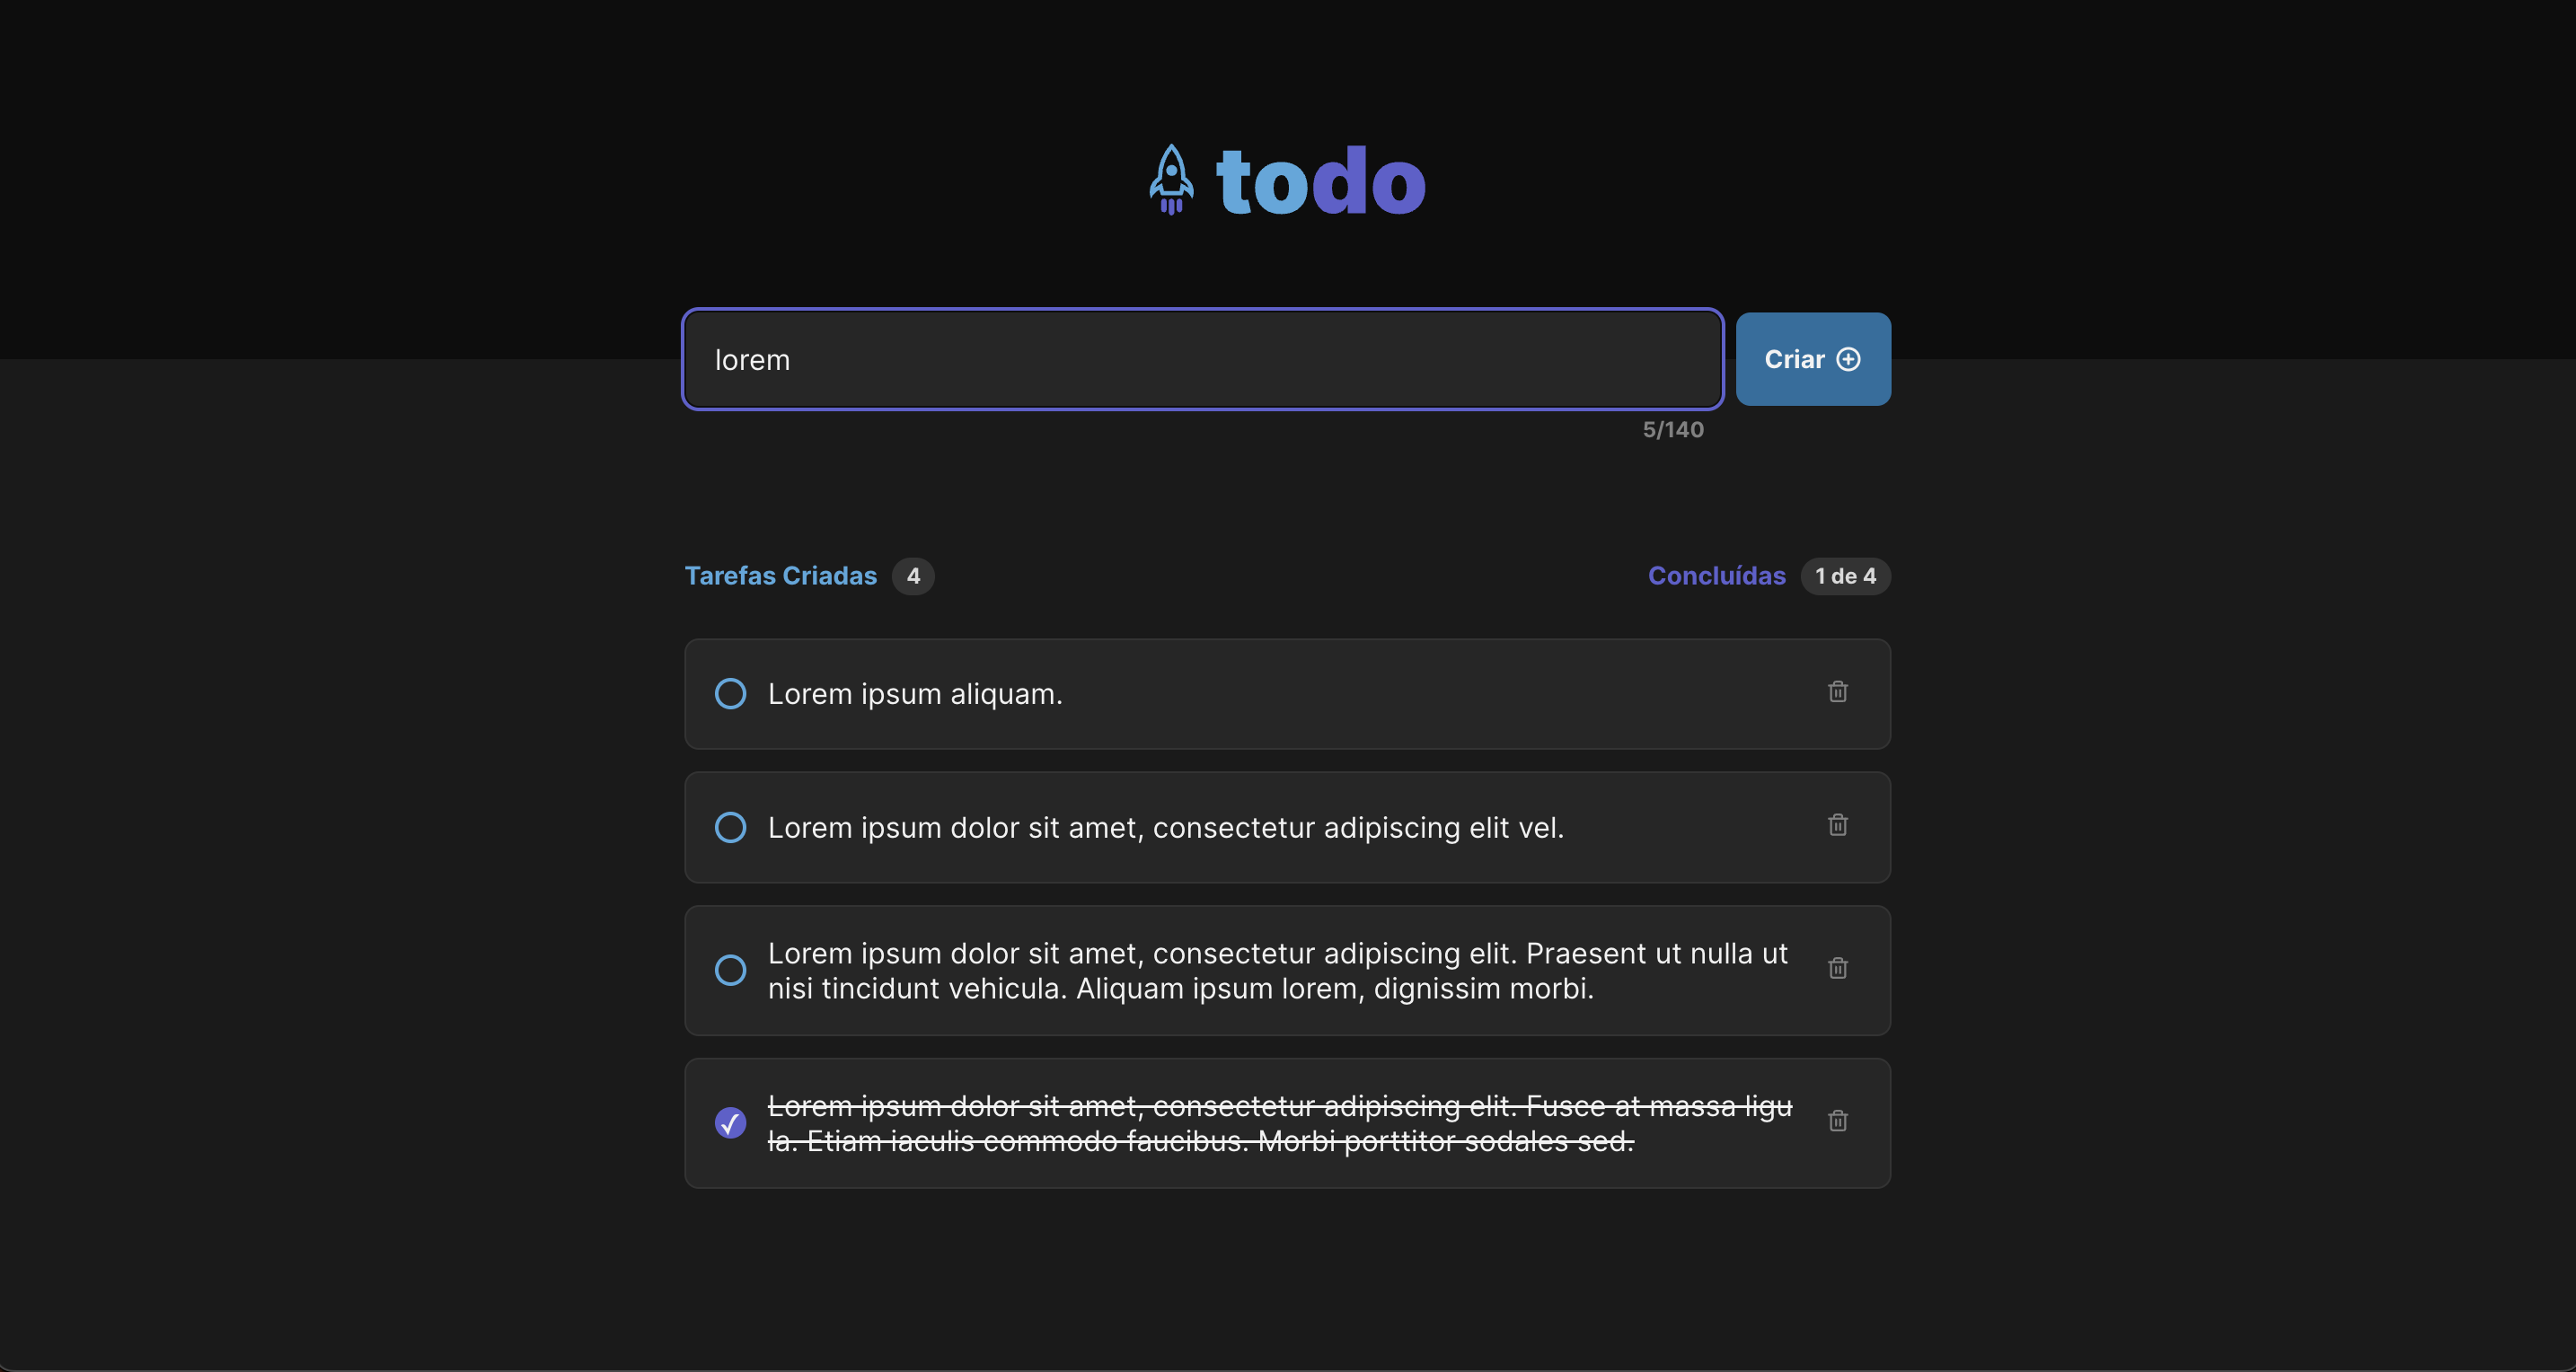 todo
lorem
Criar
5/140
Tarefas Criadas 4
Concluídas 1 de 4
Lorem ipsum aliquam.
Lorem ipsum dolor sit amet, consectetur adipiscing elit vel.
Lorem ipsum dolor sit amet, consectetur adipiscing elit. Praesent ut nulla ut
nisi tincidunt vehicula. Aliquam ipsum lorem, dignissim morbi.
Lorem ipsum dolor sit amet, consectetur adipiscing elit. Fusce at massa ligu
la. Etiam iaculis commodo faucibus. Morbi porttitor sodales sed.